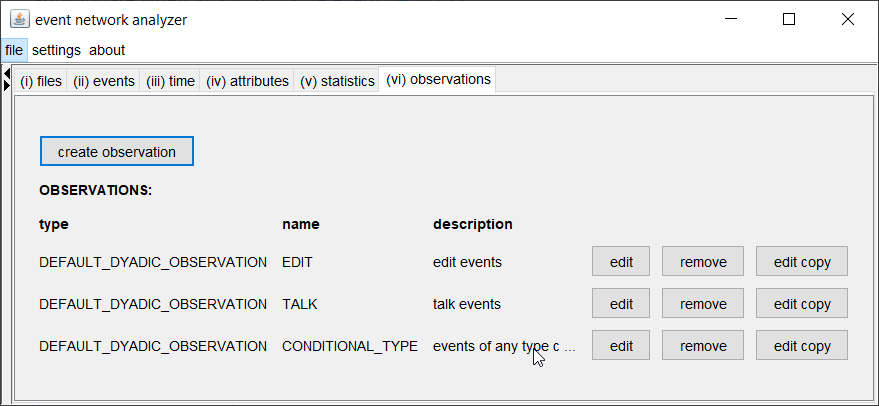 event network analyzer
file settings about
(i) files (ii) events (iii) time (iv) attributes (v) statistics (vi) observations
create observation
OBSERVATIONS:
type name description
DEFAULT_DYADIC_OBSERVATION EDIT edit events edit remove edit copy
DEFAULT_DYADIC_OBSERVATION TALK talk events edit remove edit copy
DEFAULT_DYADIC_OBSERVATION CONDITIONAL_TYPE events of any type c ... edit remove edit copy